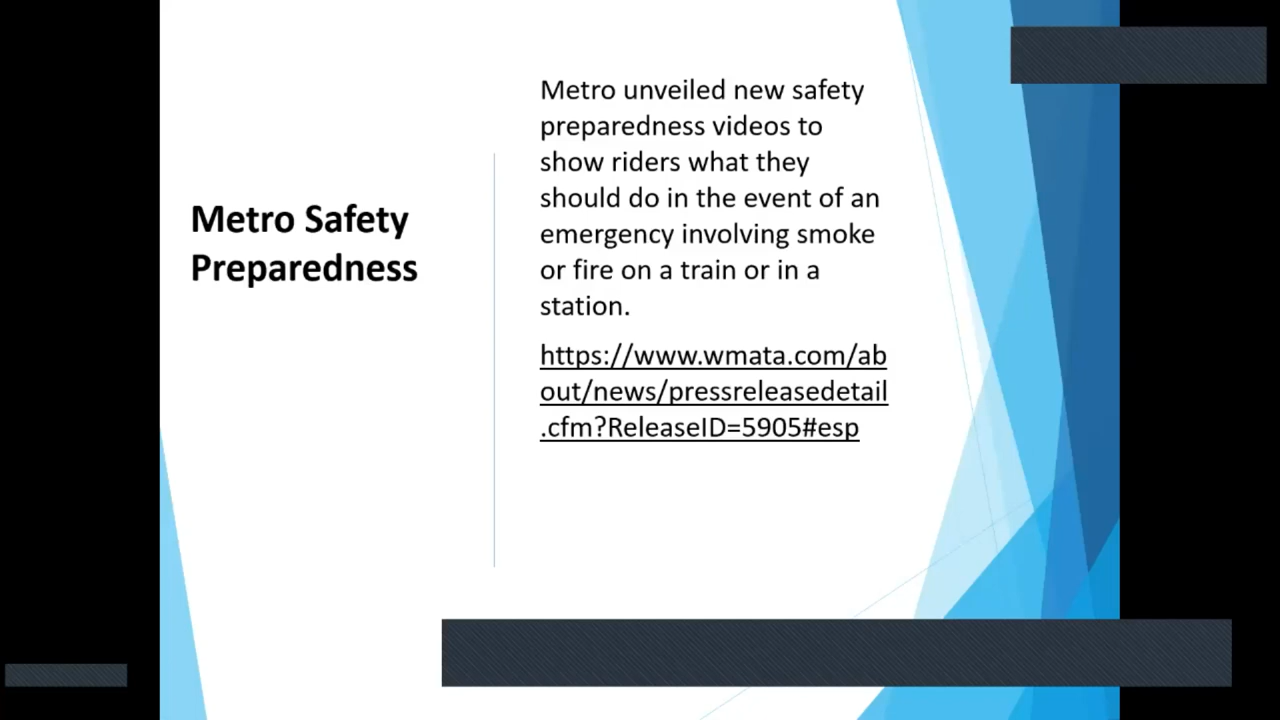 Metro Safety
Preparedness
Metro unveiled new safety
preparedness videos to
show riders what they
should do in the event of an
emergency involving smoke
or fire on a train or in a
station.
https://www.wmata.com/ab
out/news/pressreleasedetail
.cfm?ReleaseID=5905#esp